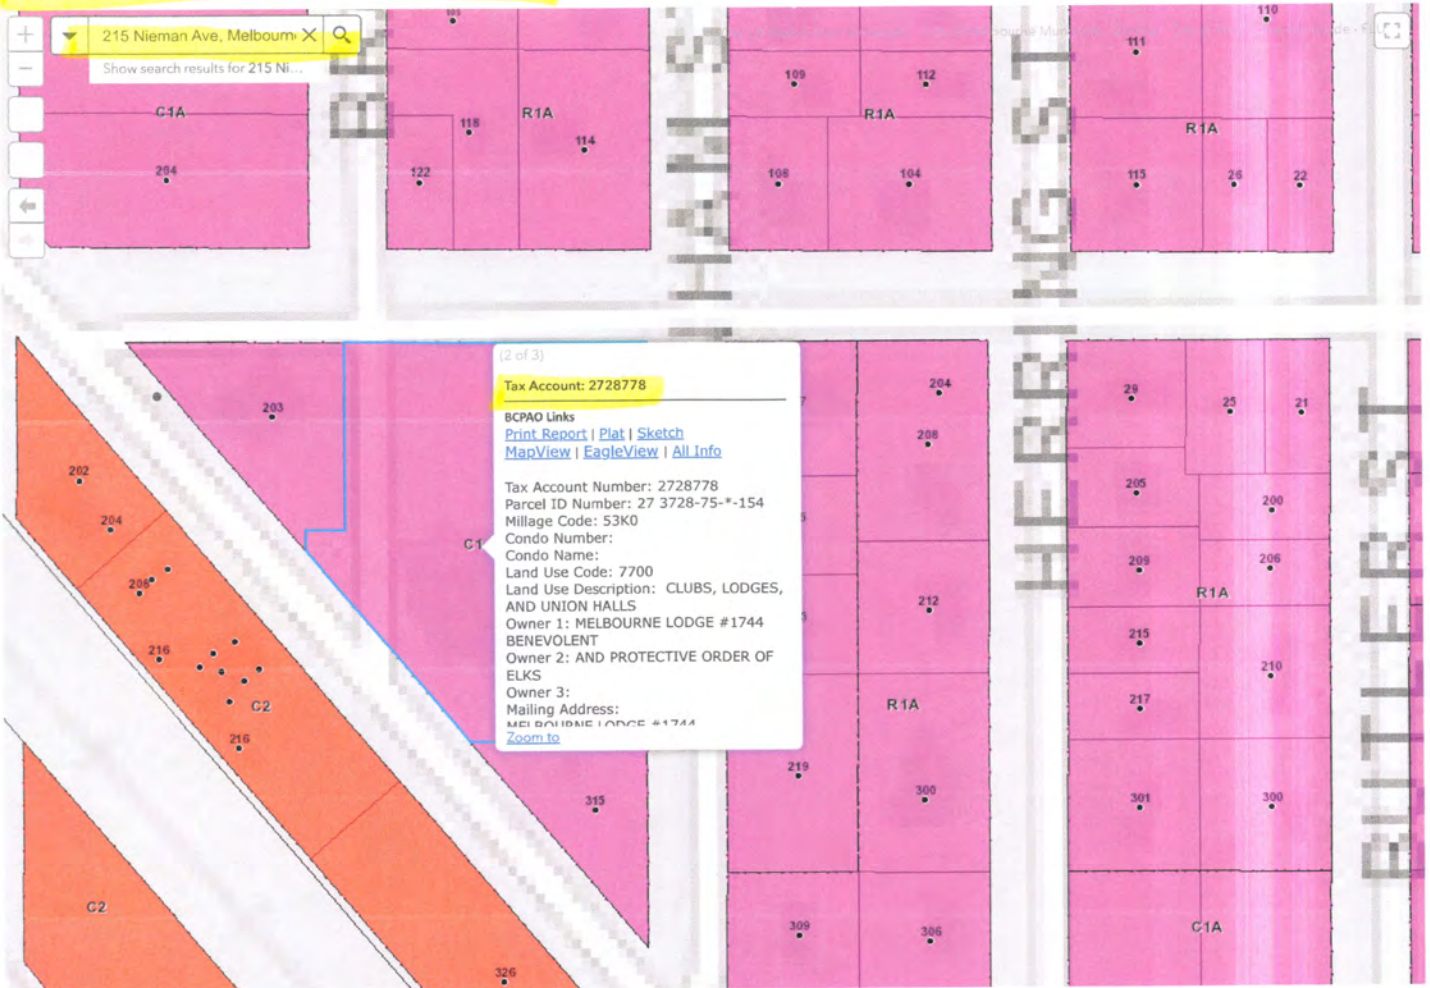 215 Nieman Ave, Melbourn
Show search results for 215 Ni...
C1A
204
118
R1A
114
122
109
112
R1A
106
104
110
111
R1A
115
26
22
HERRING ST
BUTLER ST
203
202
204
208
216
C2
216
C2
326
C1
(2 of 3)
Tax Account: 2728778
BCPAO Links
Print Report | Plat | Sketch
MapView | EagleView | All Info
Tax Account Number: 2728778
Parcel ID Number: 27 3728-75-*-154
Millage Code: 53K0
Condo Number:
Condo Name:
Land Use Code: 7700
Land Use Description: CLUBS, LODGES,
AND UNION HALLS
Owner 1: MELBOURNE LODGE #1744
BENEVOLENT
Owner 2: AND PROTECTIVE ORDER OF
ELKS
Owner 3:
Mailing Address:
MELBOURNE LODGE #1744
Zoom to
315
204
208
212
R1A
219
300
309
306
29
25
21
205
200
209
206
R1A
215
210
217
301
300
C1A